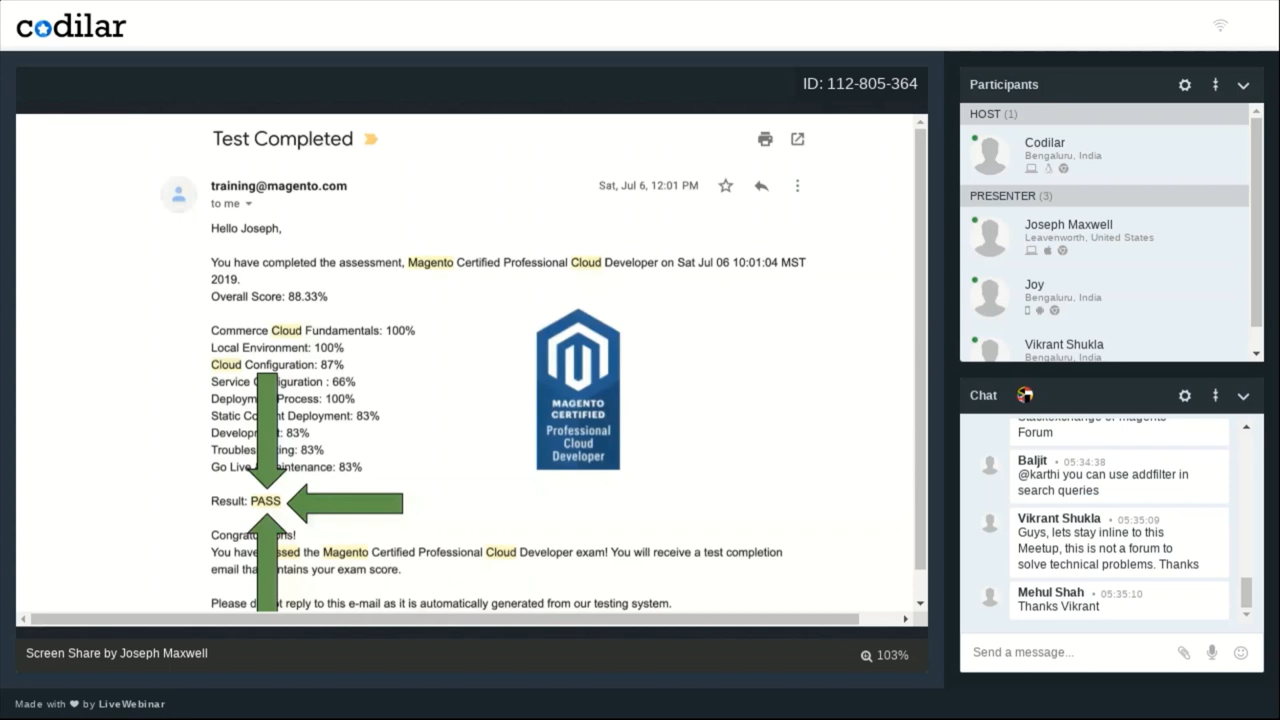 codilar
ID: 112-805-364
Test Completed
training@magento.com
Sat, Jul 6, 12:01 PM
to me
Hello Joseph,
You have completed the assessment, Magento Certified Professional Cloud Developer on Sat Jul 06 10:01:04 MST
2019.
Overall Score: 88.33%
Commerce Cloud Fundamentals: 100%
Local Environment: 100%
Cloud Configuration: 87%
Service iguration : 66%
Deploym Process: 100%
Static Co t Deployment: 83%
Develop t: 83%
Troubles ting: 83%
Go Live intenance: 83%
Result: PASS
Congrat ns!
You have ssed the Magento Certified Professional Cloud Developer exam! You will receive a test completion
email tha ntains your exam score.
Please d t reply to this e-mail as it is automatically generated from our testing system.
MAGENTO
CERTIFIED
Professional
Cloud
Developer
Screen Share by Joseph Maxwell
103%
Participants
HOST (1)
Codilar
Bengaluru, India
PRESENTER (3)
Joseph Maxwell
Leavenworth, United States
Joy
Bengaluru, India
Vikrant Shukla
Bengaluru, India
Chat
Stackexchange or magento
Forum
Baljit • 05:34:38
@karthi you can use addfilter in
search queries
Vikrant Shukla • 05:35:09
Guys, lets stay inline to this
Meetup, this is not a forum to
solve technical problems. Thanks
Mehul Shah • 05:35:10
Thanks Vikrant
Send a message...
Made with ❤ by LiveWebinar